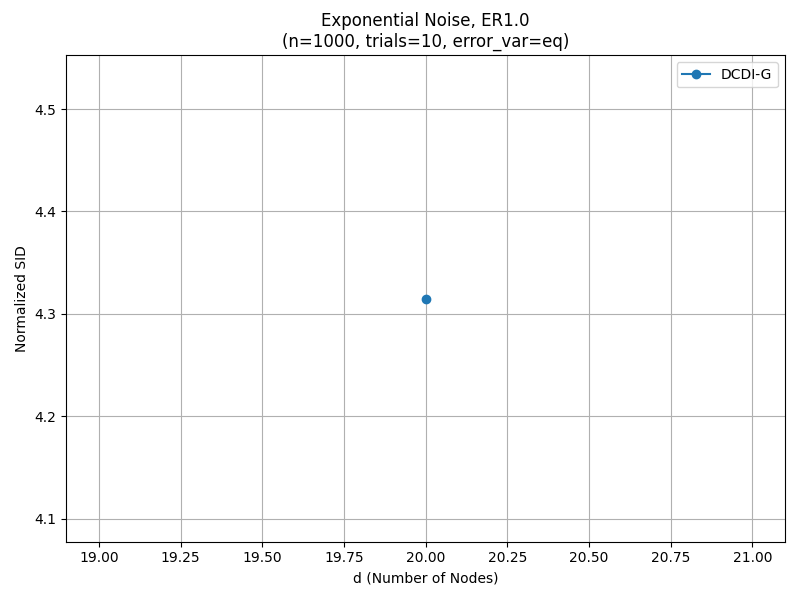 Exponential Noise, ER1.0
(n=1000, trials=10, error_var=eq)
DCDI-G
Normalized SID
4.5
4.4
4.3
4.2
4.1
19.00 19.25 19.50 19.75 20.00 20.25 20.50 20.75 21.00
d (Number of Nodes)